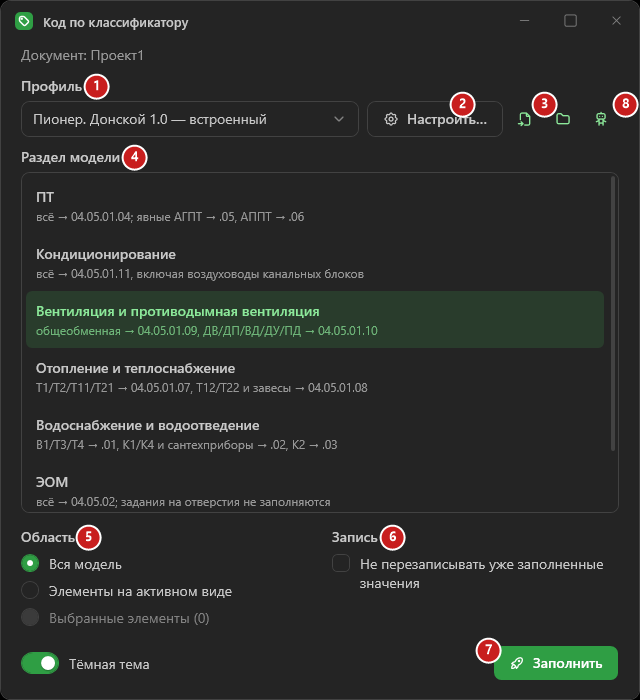 Код по классификатору
Документ: Проект1
Профиль 1
Пионер. Донской 1.0 — встроенный
2
Настроить...
3
8
Раздел модели 4
ПТ
всё → 04.05.01.04; явные АГПТ → .05, АППТ → .06
Кондиционирование
всё → 04.05.01.11, включая воздуховоды канальных блоков
Вентиляция и противодымная вентиляция
общеобменная → 04.05.01.09, ДВ/ДП/ВД/ДУ/ПД → 04.05.01.10
Отопление и теплоснабжение
Т1/Т2/Т11/Т21 → 04.05.01.07, Т12/Т22 и завесы → 04.05.01.08
Водоснабжение и водоотведение
В1/Т3/Т4 → .01, К1/К4 и сантехприборы → .02, К2 → .03
ЭОМ
всё → 04.05.02; задания на отверстия не заполняются
Область 5
Вся модель
Элементы на активном виде
Выбранные элементы (0)
Запись 6
Не перезаписывать уже заполненные
значения
Тёмная тема
7
Заполнить